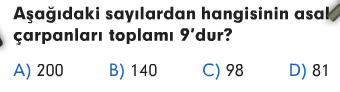 Aşağıdaki sayılardan hangisinin asal
çarpanları toplamı 9'dur?
A) 200 B) 140 C) 98 D) 81